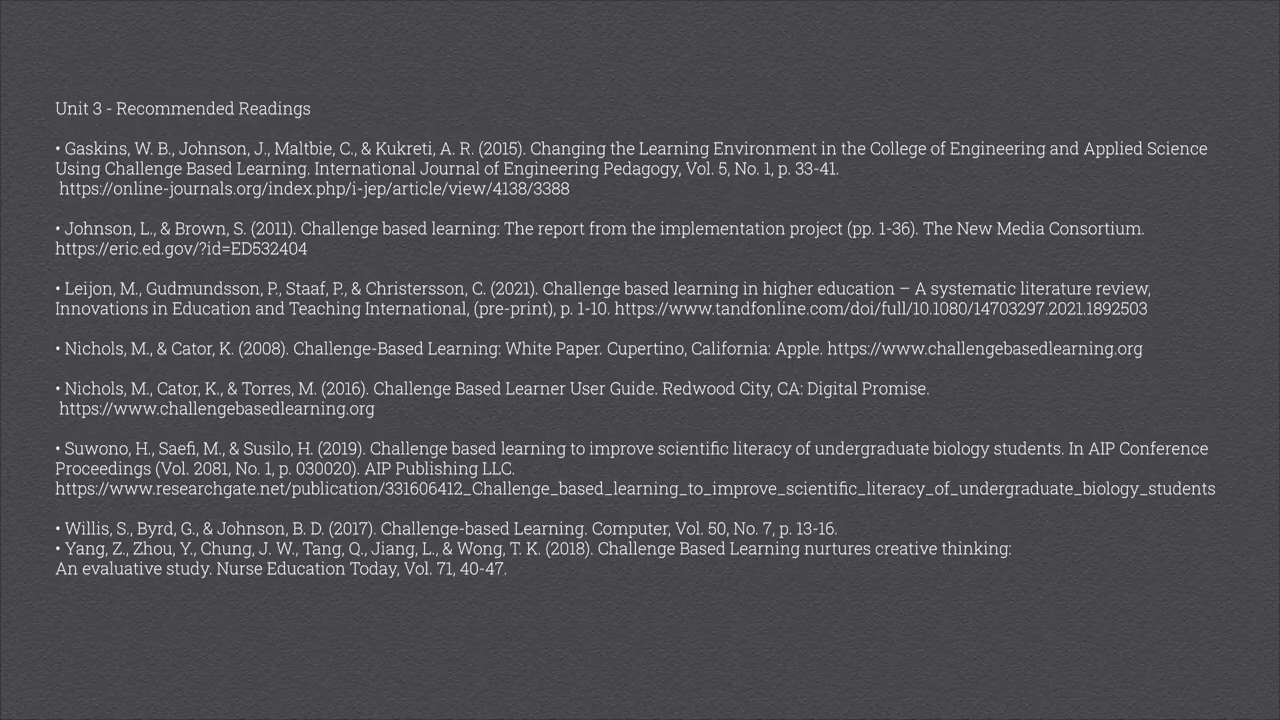 Unit 3 - Recommended Readings
• Gaskins, W. B., Johnson, J., Maltbie, C., & Kukreti, A. R. (2015). Changing the Learning Environment in the College of Engineering and Applied Science
Using Challenge Based Learning. International Journal of Engineering Pedagogy, Vol. 5, No. 1, p. 33-41.
https://online-journals.org/index.php/i-jep/article/view/4138/3388
• Johnson, L., & Brown, S. (2011). Challenge based learning: The report from the implementation project (pp. 1-36). The New Media Consortium.
https://eric.ed.gov/?id=ED532404
• Leijon, M., Gudmundsson, P., Staaf, P., & Christersson, C. (2021). Challenge based learning in higher education – A systematic literature review,
Innovations in Education and Teaching International, (pre-print), p. 1-10. https://www.tandfonline.com/doi/full/10.1080/14703297.2021.1892503
• Nichols, M., & Cator, K. (2008). Challenge-Based Learning: White Paper. Cupertino, California: Apple. https://www.challengebasedlearning.org
• Nichols, M., Cator, K., & Torres, M. (2016). Challenge Based Learner User Guide. Redwood City, CA: Digital Promise.
https://www.challengebasedlearning.org
• Suwono, H., Saefi, M., & Susilo, H. (2019). Challenge based learning to improve scientific literacy of undergraduate biology students. In AIP Conference
Proceedings (Vol. 2081, No. 1, p. 030020). AIP Publishing LLC.
https://www.researchgate.net/publication/331606412_Challenge_based_learning_to_improve_scientific_literacy_of_undergraduate_biology_students
• Willis, S., Byrd, G., & Johnson, B. D. (2017). Challenge-based Learning. Computer, Vol. 50, No. 7, p. 13-16.
• Yang, Z., Zhou, Y., Chung, J. W., Tang, Q., Jiang, L., & Wong, T. K. (2018). Challenge Based Learning nurtures creative thinking:
An evaluative study. Nurse Education Today, Vol. 71, 40-47.